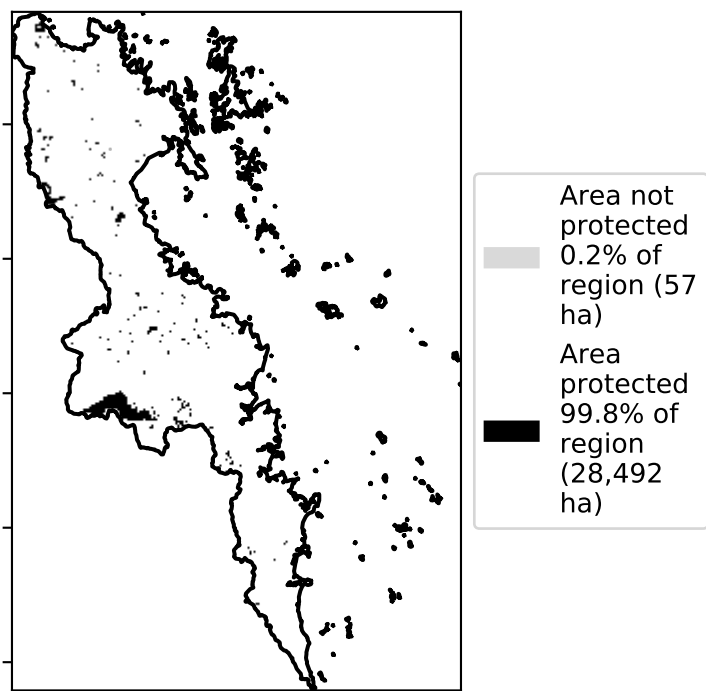 Area not
protected
0.2% of
region (57
ha)
Area
protected
99.8% of
region
(28,492
ha)